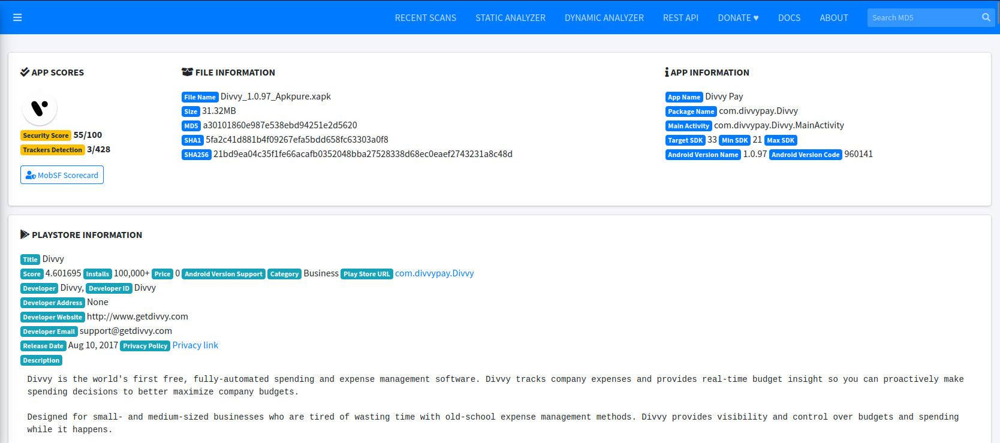 RECENT SCANS STATIC ANALYZER DYNAMIC ANALYZER REST API DONATE ♥ DOCS ABOUT Search MD5
APP SCORES
Security Score 55/100
Trackers Detection 3/428
MobSF Scorecard
FILE INFORMATION
File Name Divvy_1.0.97_Apkpure.xapk
Size 31.32MB
MD5 a30101860e987e538ebd94251e2d5620
SHA1 5fa2c41d881b4f09267efa5bdd658fc63303a0f8
SHA256 21bd9ea04c35f1fe66acafb0352048bba27528338d68ec0eaef2743231a8c48d
APP INFORMATION
App Name Divvy Pay
Package Name com.divvypay.Divvy
Main Activity com.divvypay.Divvy.MainActivity
Target SDK 33 Min SDK 21 Max SDK
Android Version Name 1.0.97 Android Version Code 960141
PLAYSTORE INFORMATION
Title Divvy
Score 4.601695 Installs 100,000+ Price 0 Android Version Support Category Business Play Store URL com.divvypay.Divvy
Developer Divvy, Developer ID Divvy
Developer Address None
Developer Website http://www.getdivvy.com
Developer Email support@getdivvy.com
Release Date Aug 10, 2017 Privacy Policy Privacy link
Description
Divvy is the world's first free, fully-automated spending and expense management software. Divvy tracks company expenses and provides real-time budget insight so you can proactively make
spending decisions to better maximize company budgets.
Designed for small- and medium-sized businesses who are tired of wasting time with old-school expense management methods. Divvy provides visibility and control over budgets and spending
while it happens.